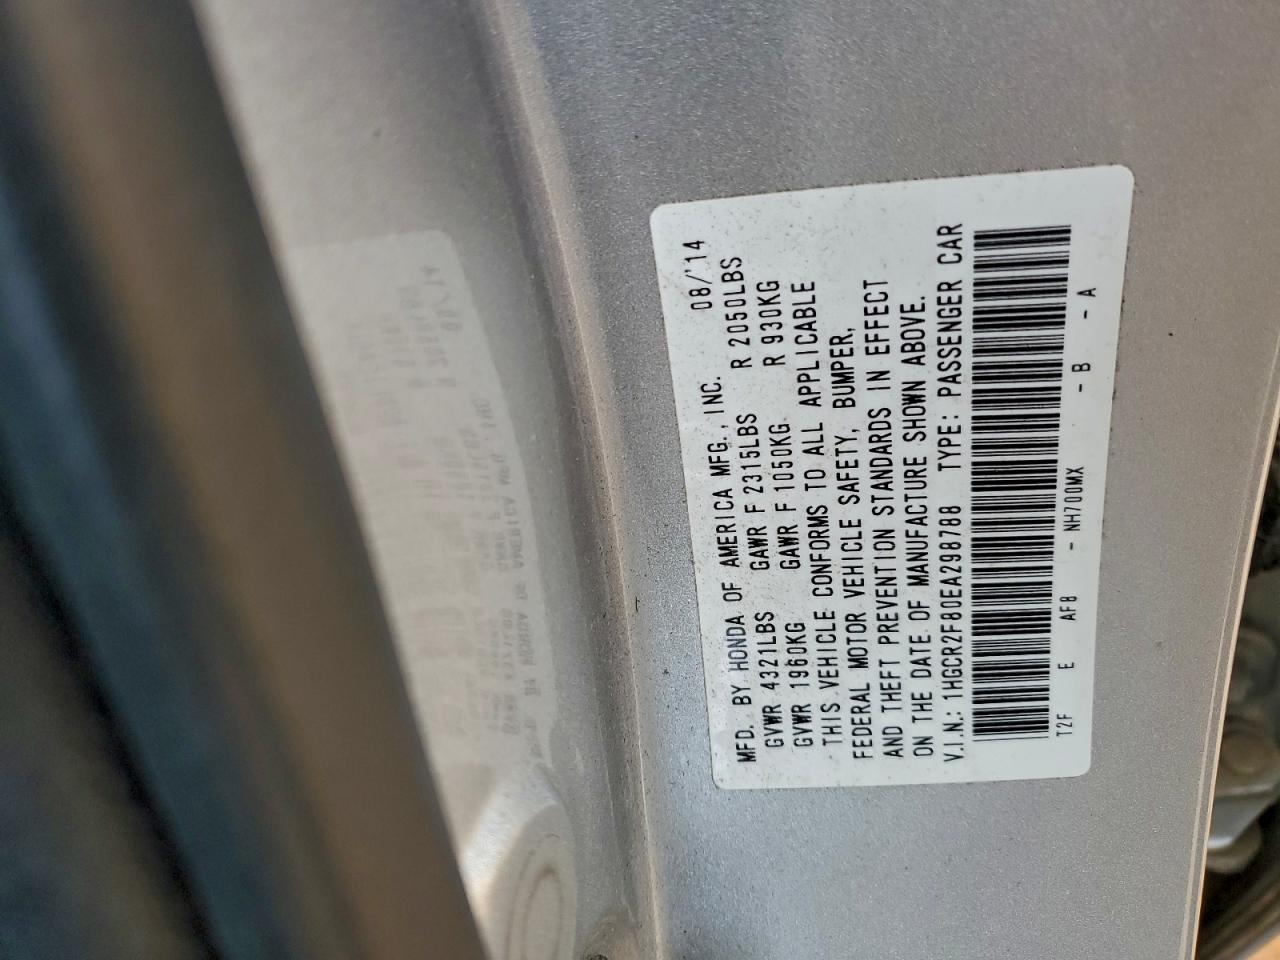 MFD. BY HONDA OF AMERICA MFG., INC. 08/'14
GVWR 4321LBS GAWR F 2315LBS R 2050LBS
GVWR 1960KG GAWR F 1050KG R 930KG
THIS VEHICLE CONFORMS TO ALL APPLICABLE
FEDERAL MOTOR VEHICLE SAFETY, BUMPER,
AND THEFT PREVENTION STANDARDS IN EFFECT
ON THE DATE OF MANUFACTURE SHOWN ABOVE.
V.I.N.: 1HGCR2F80EA298788 TYPE: PASSENGER CAR
T2F E AF8 - NH700MX - B - A